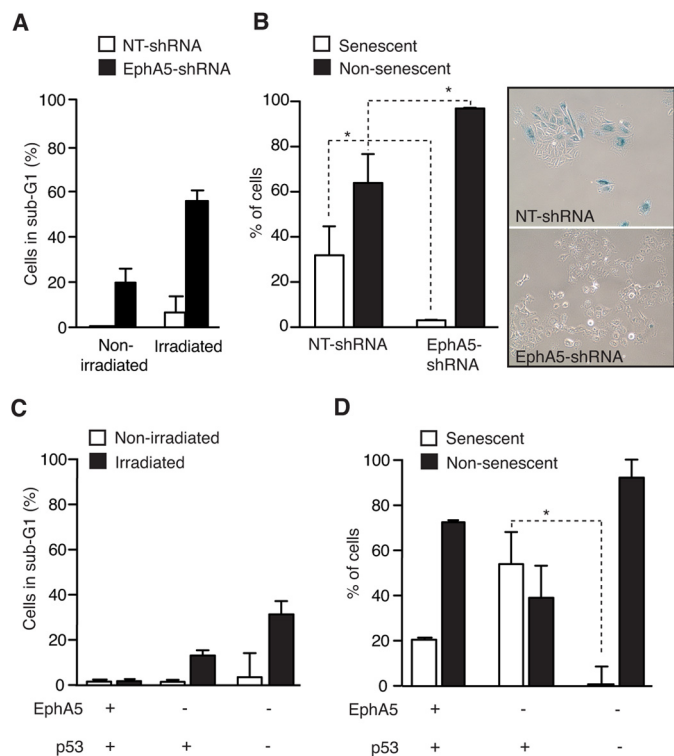 A
NT-shRNA
EphA5-shRNA
Cells in sub-G1 (%)
100
80
60
40
20
0
Non-
irradiated
Irradiated
B
Senescent
Non-senescent
% of cells
100
80
60
40
20
0
*
*
NT-shRNA
EphA5-
shRNA
NT-shRNA
EphA5-shRNA
C
Non-irradiated
Irradiated
Cells in sub-G1 (%)
100
80
60
40
20
0
EphA5 + - -
p53 + + -
D
Senescent
Non-senescent
% of cells
100
80
60
40
20
0
*
EphA5 + - -
p53 + + -